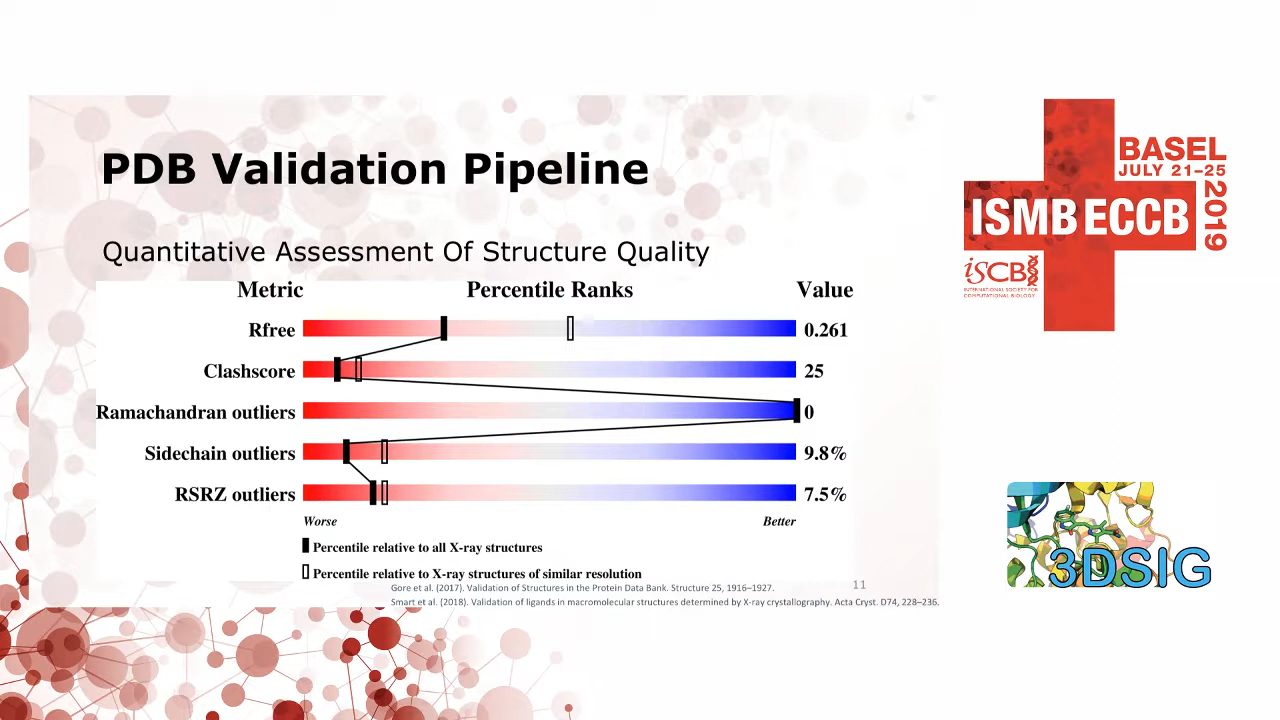 PDB Validation Pipeline
Quantitative Assessment Of Structure Quality
Metric Percentile Ranks Value
Rfree 0.261
Clashscore 25
Ramachandran outliers 0
Sidechain outliers 9.8%
RSRZ outliers 7.5%
Worse Better
Percentile relative to all X-ray structures
Percentile relative to X-ray structures of similar resolution
Gore et al. (2017). Validation of Structures in the Protein Data Bank. Structure 25, 1916–1927.
Smart et al. (2018). Validation of ligands in macromolecular structures determined by X-ray crystallography. Acta Cryst. D74, 228–236.
11
BASEL
JULY 21–25
2019
ISMB ECCB
iSCB
INTERNATIONAL SOCIETY FOR
COMPUTATIONAL BIOLOGY
3DSIG